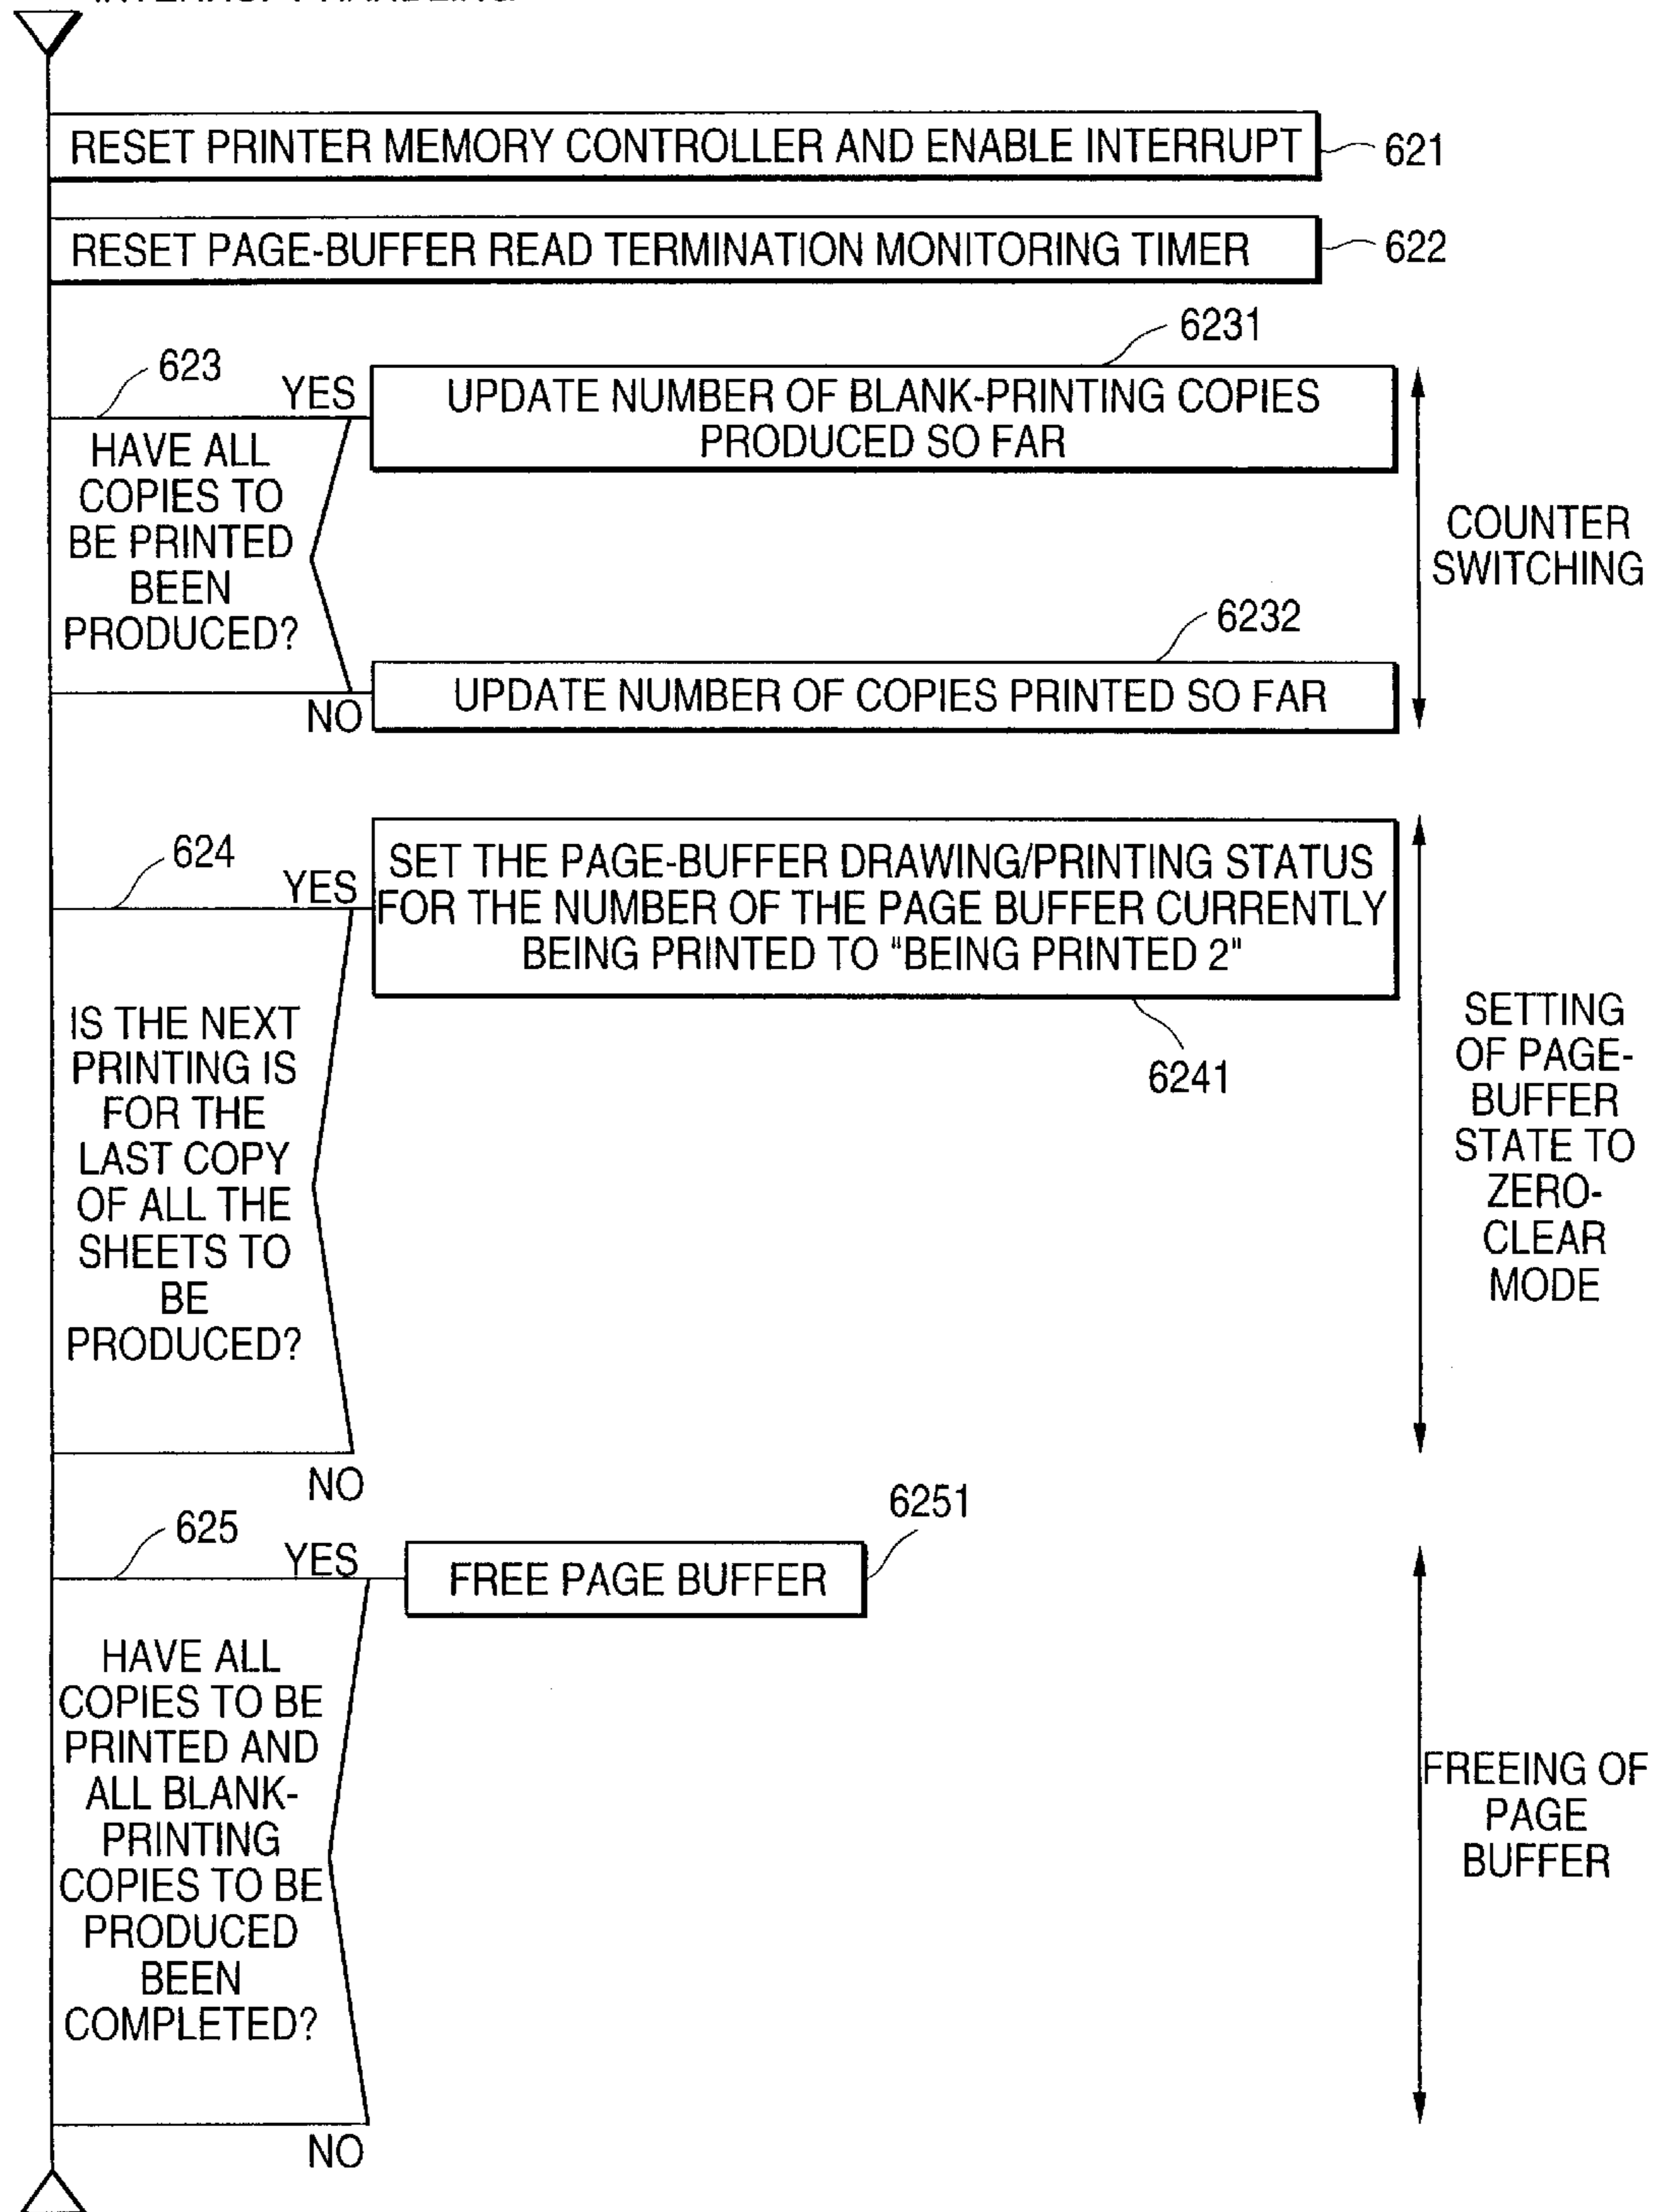 RESET PRINTER MEMORY CONTROLLER AND ENABLE INTERRUPT
621
RESET PAGE-BUFFER READ TERMINATION MONITORING TIMER
622
6231
623
YES
UPDATE NUMBER OF BLANK-PRINTING COPIES
PRODUCED SO FAR
HAVE ALL
COPIES TO
BE PRINTED
BEEN
PRODUCED?
COUNTER
SWITCHING
6232
NO
UPDATE NUMBER OF COPIES PRINTED SO FAR
624
YES
SET THE PAGE-BUFFER DRAWING/PRINTING STATUS
FOR THE NUMBER OF THE PAGE BUFFER CURRENTLY
BEING PRINTED TO "BEING PRINTED 2"
6241
IS THE NEXT
PRINTING IS
FOR THE
LAST COPY
OF ALL THE
SHEETS TO
BE
PRODUCED?
SETTING
OF PAGE-
BUFFER
STATE TO
ZERO-
CLEAR
MODE
NO
6251
625
YES
FREE PAGE BUFFER
HAVE ALL
COPIES TO BE
PRINTED AND
ALL BLANK-
PRINTING
COPIES TO BE
PRODUCED
BEEN
COMPLETED?
FREEING OF
PAGE
BUFFER
NO